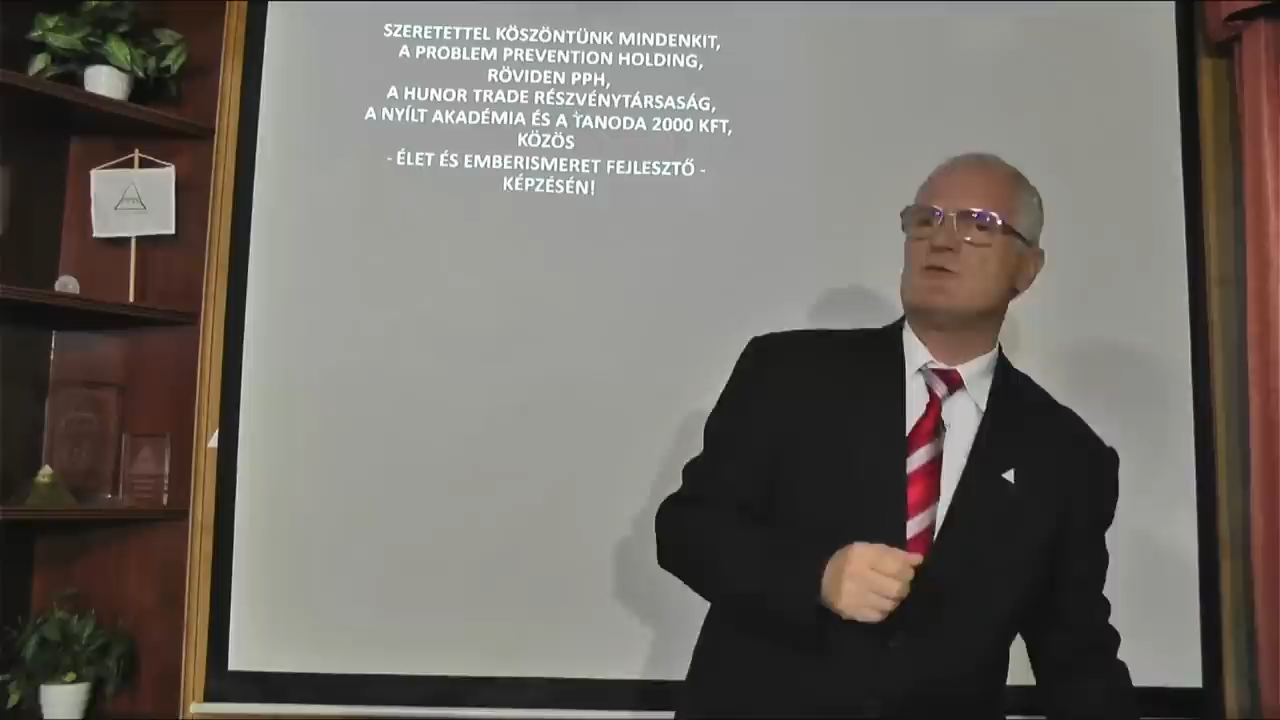 SZERETETTEL KÖSZÖNTÜNK MINDENKIT,
A PROBLEM PREVENTION HOLDING,
RÖVIDEN PPH,
A HUNOR TRADE RÉSZVÉNYTÁRSASÁG,
A NYÍLT AKADÉMIA ÉS A TANODA 2000 KFT,
KÖZÖS
- ÉLET ÉS EMBERISMERET FEJLESZTŐ -
KÉPZÉSÉN!